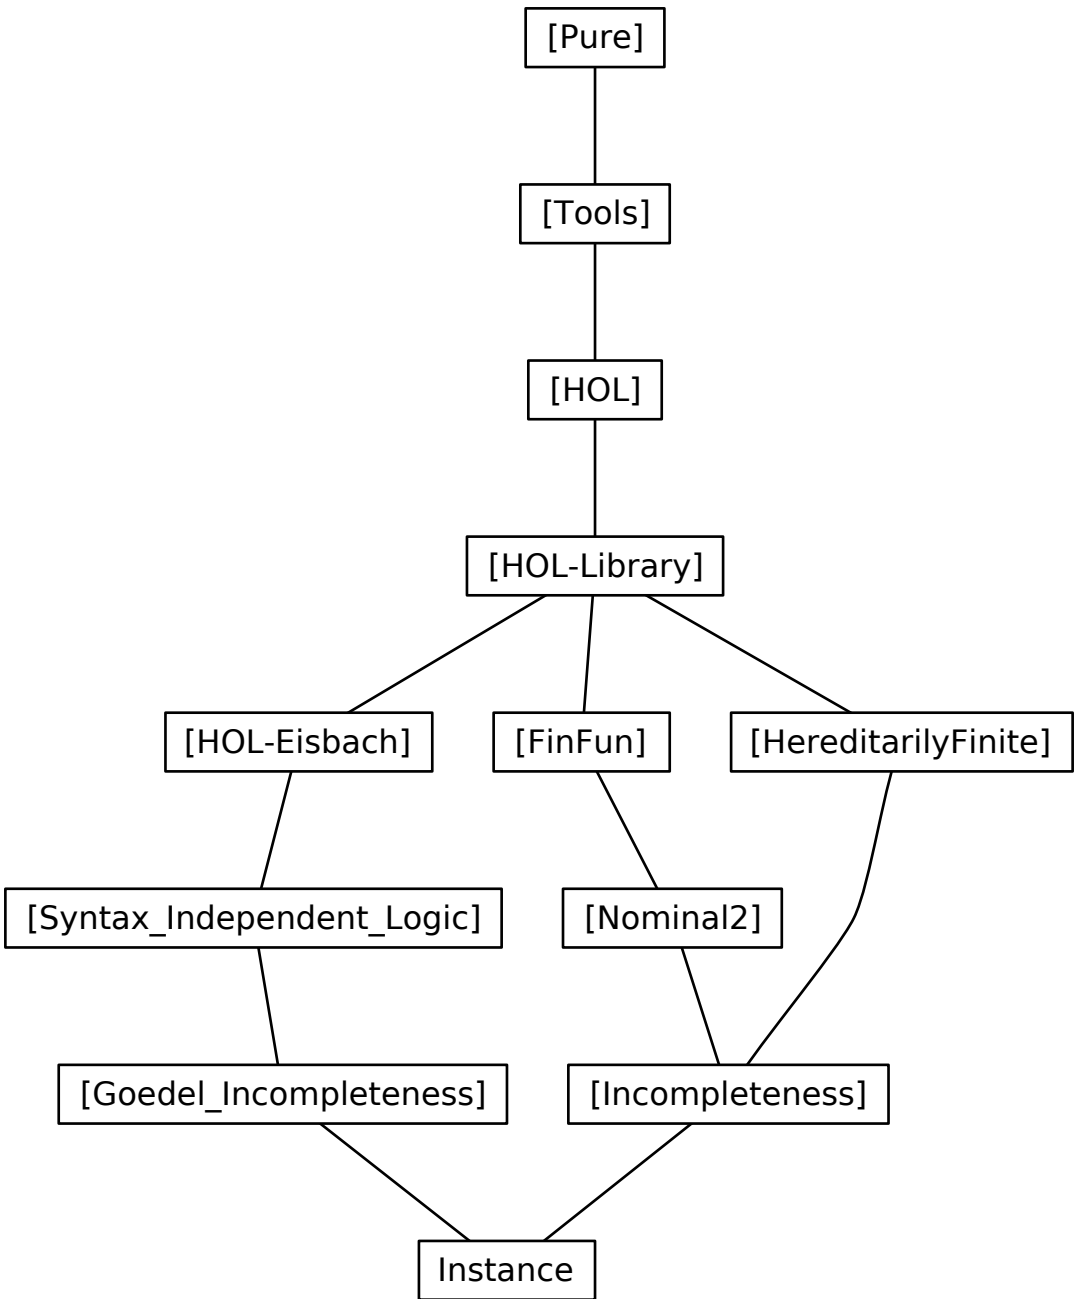 [Pure]
[Tools]
[HOL]
[HOL-Library]
[HOL-Eisbach]
[FinFun]
[HereditarilyFinite]
[Syntax_Independent_Logic]
[Nominal2]
[Goedel_Incompleteness]
[Incompleteness]
Instance